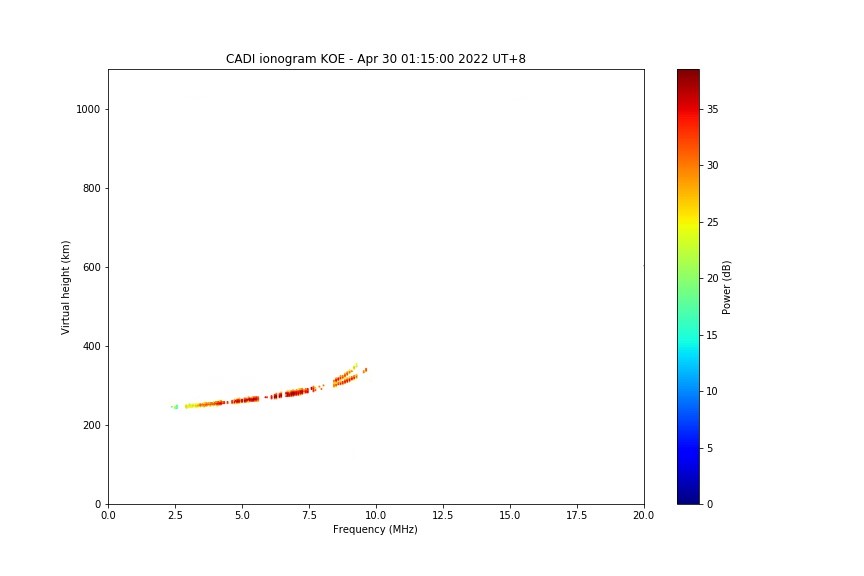 CADI ionogram KOE - Apr 30 01:15:00 2022 UT+8
1000
800
600
400
200
0
Virtual height (km)
0.0 2.5 5.0 7.5 10.0 12.5 15.0 17.5 20.0
Frequency (MHz)
35
30
25
20
15
10
5
0
Power (dB)